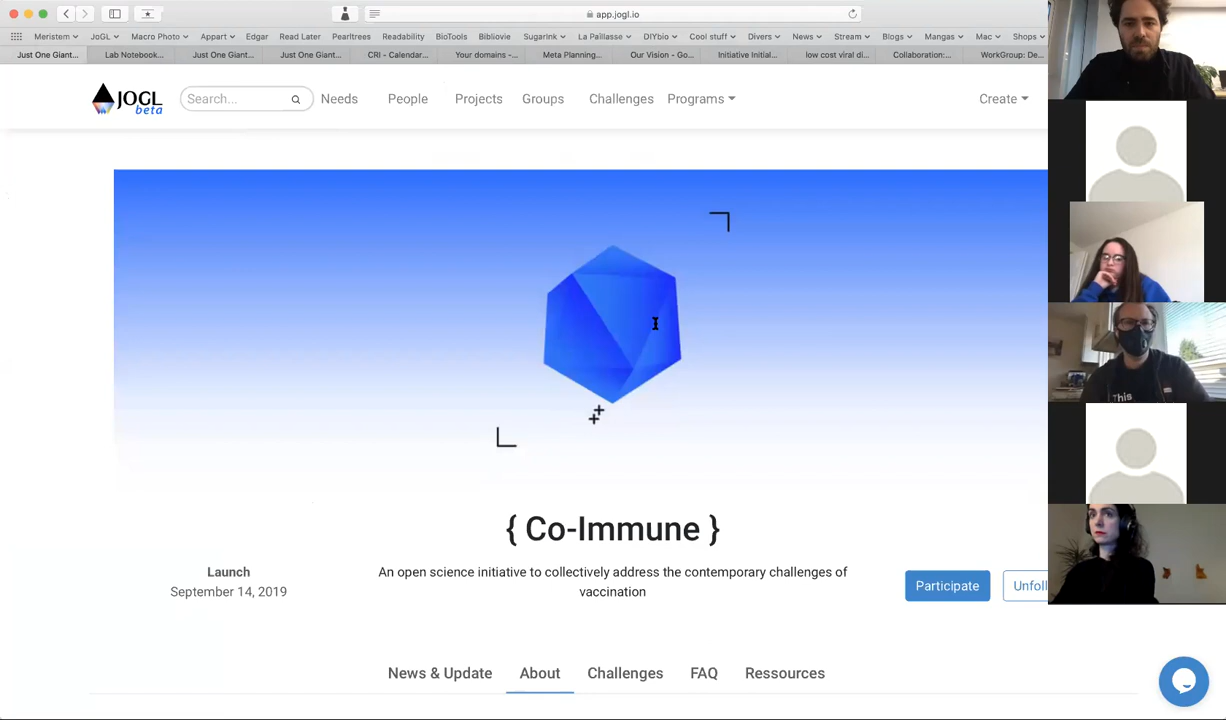 app.jogl.io
Meristem JoGL Macro Photo Appart Edgar Read Later Pearltrees Readability BioTools Bibliovie SugarInk La Paillasse DIYbio Cool stuff Divers News Stream Blogs Mangas Mac Shops
Just One Giant... Lab Notebook... Just One Giant... Just One Giant... CRI - Calendar... Your domains -... Meta Planning... Our Vision - Go... Initiative Initial... low cost viral di... Collaboration:... WorkGroup: De...
JOGL beta Search... Needs People Projects Groups Challenges Programs Create
This
{ Co-Immune }
Launch
September 14, 2019
An open science initiative to collectively address the contemporary challenges of
vaccination
Participate Unfoll
News & Update About Challenges FAQ Ressources